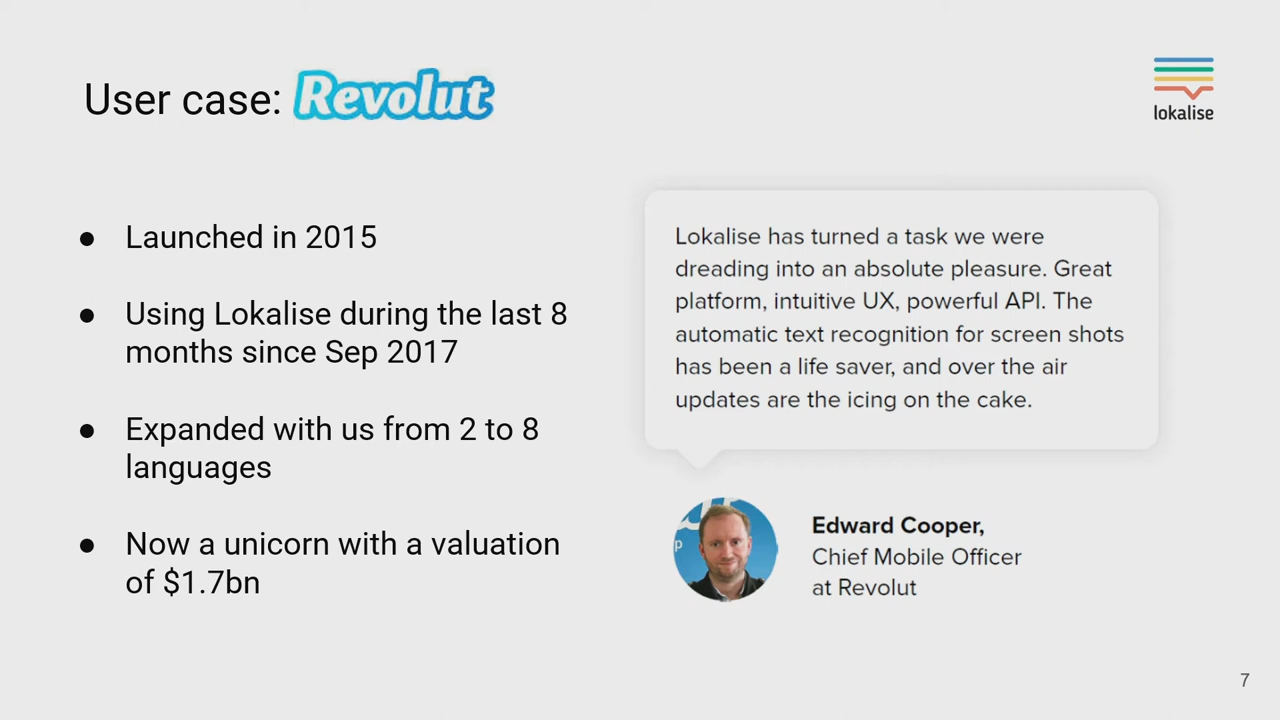 User case: Revolut
lokalise
● Launched in 2015
● Using Lokalise during the last 8
months since Sep 2017
● Expanded with us from 2 to 8
languages
● Now a unicorn with a valuation
of $1.7bn
Lokalise has turned a task we were
dreading into an absolute pleasure. Great
platform, intuitive UX, powerful API. The
automatic text recognition for screen shots
has been a life saver, and over the air
updates are the icing on the cake.
Edward Cooper,
Chief Mobile Officer
at Revolut
7